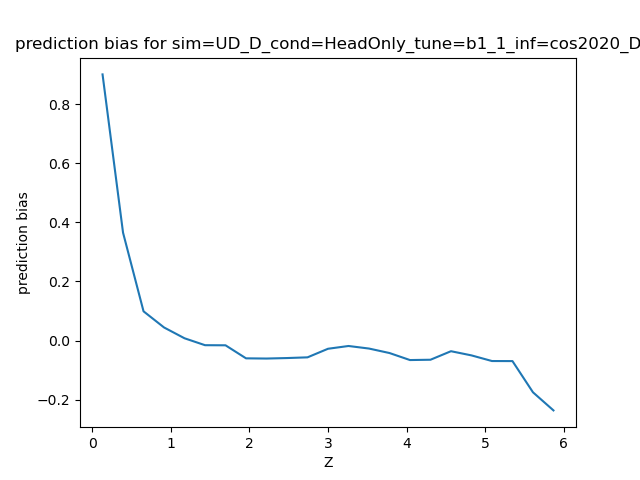 prediction bias for sim=UD_D_cond=HeadOnly_tune=b1_1_inf=cos2020_D
prediction bias
0.8
0.6
0.4
0.2
0.0
−0.2
0 1 2 3 4 5 6
Z